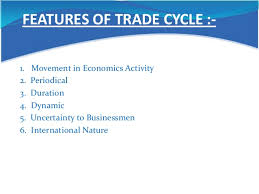 FEATURES OF TRADE CYCLE :-
1. Movement in Economics Activity
2. Periodical
3. Duration
4. Dynamic
5. Uncertainty to Businessmen
6. International Nature